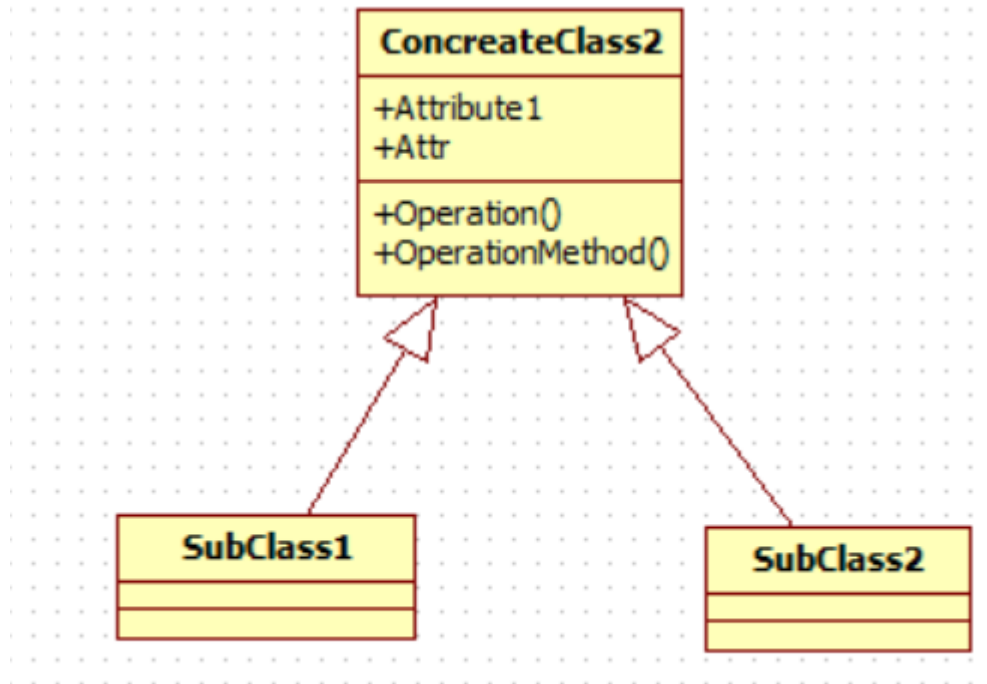 ConcreateClass2
+Attribute1
+Attr
+Operation()
+OperationMethod()
SubClass1
SubClass2